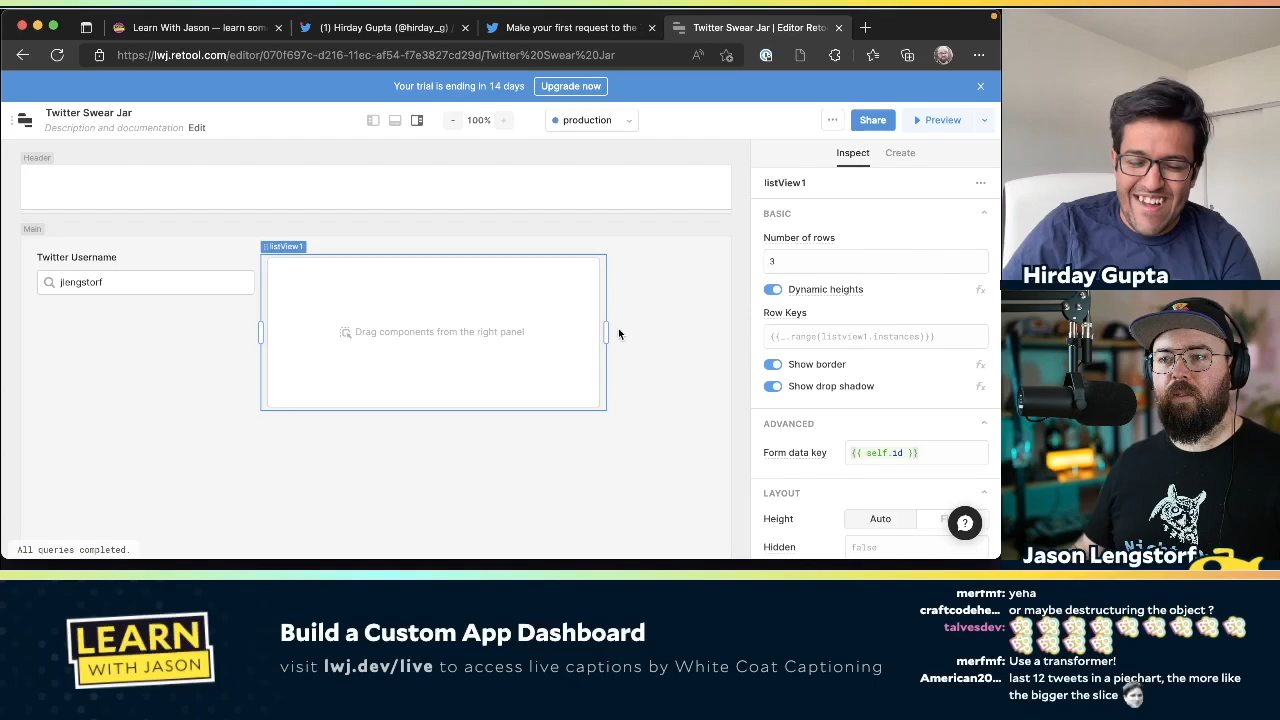 Learn With Jason — learn som
(1) Hirday Gupta (@hirday_g) /
Make your first request to the
Twitter Swear Jar | Editor Reto
https://lwj.retool.com/editor/070f697c-d216-11ec-af54-f7e3827cd29d/Twitter%20Swear%20Jar
Your trial is ending in 14 days
Upgrade now
Twitter Swear Jar
Description and documentation Edit
100%
production
Share
Preview
Header
Main
Twitter Username
jlengstorf
listView1
Drag components from the right panel
All queries completed.
Inspect
Create
listView1
BASIC
Number of rows
3
Dynamic heights
Row Keys
{{_.range(listview1.instances)}}
Show border
Show drop shadow
ADVANCED
Form data key
{{ self.id }}
LAYOUT
Height
Auto
Hidden
false
Hirday Gupta
Jason Lengstorf
LEARN
WITH JASON
Build a Custom App Dashboard
visit lwj.dev/live to access live captions by White Coat Captioning
merfmf: yeha
craftcodehe... or maybe destructuring the object ?
talvesdev:
merfmf: Use a transformer!
American20... last 12 tweets in a piechart, the more like
the bigger the slice